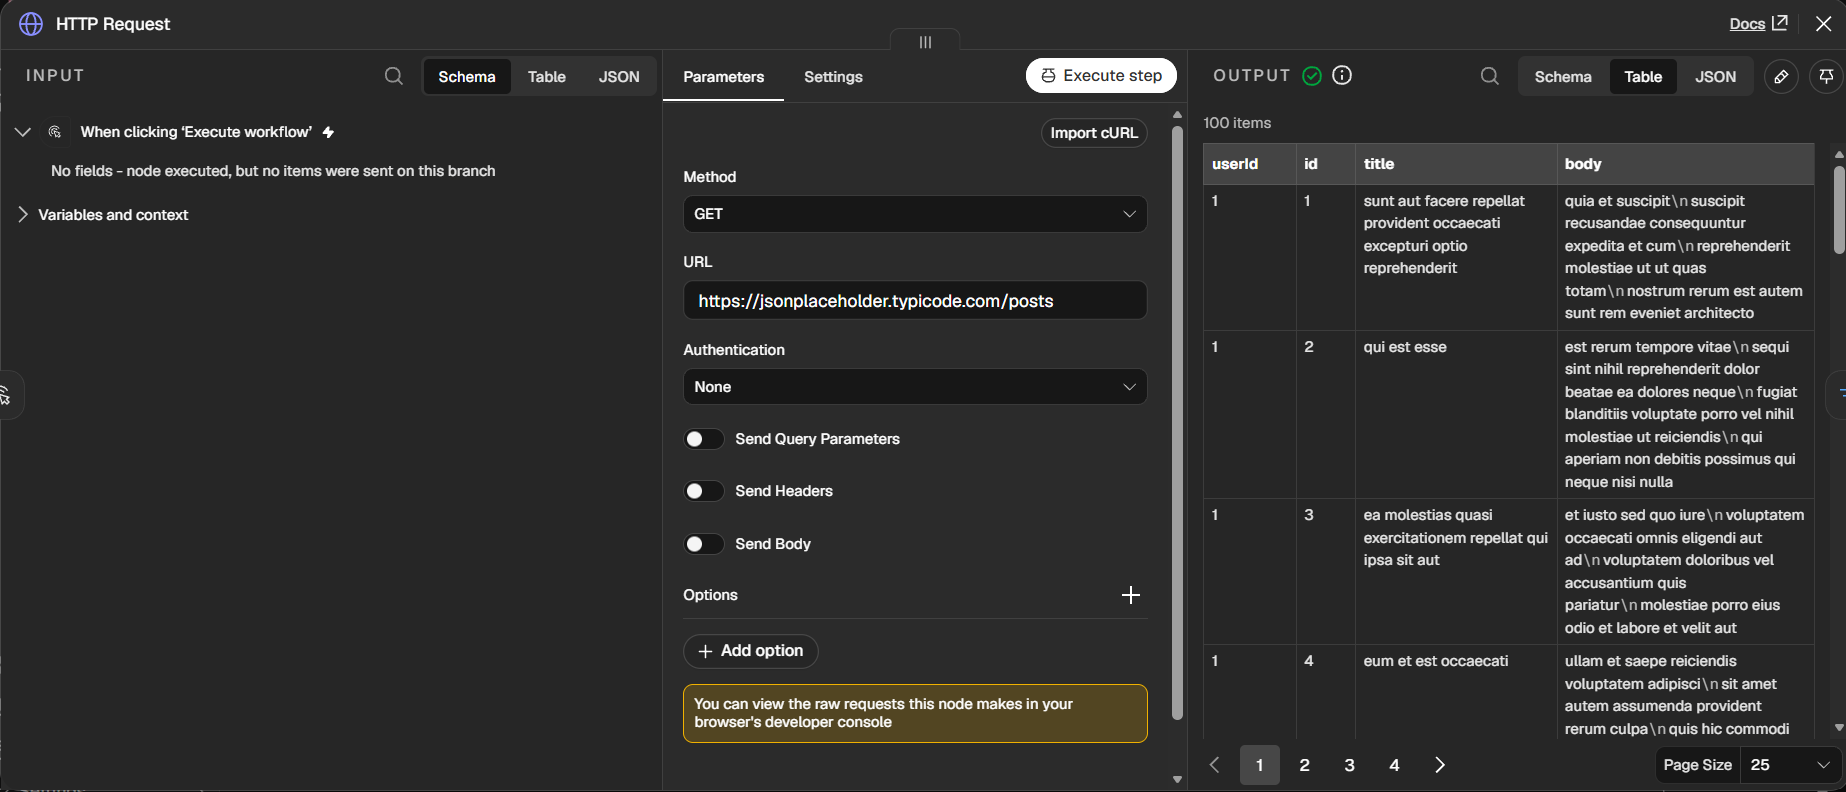 HTTP Request
Docs
INPUT
Schema
Table
JSON
When clicking ‘Execute workflow’
No fields - node executed, but no items were sent on this branch
Variables and context
Parameters
Settings
Execute step
Import cURL
Method
GET
URL
https://jsonplaceholder.typicode.com/posts
Authentication
None
Send Query Parameters
Send Headers
Send Body
Options
Add option
You can view the raw requests this node makes in your
browser's developer console
OUTPUT
Schema
Table
JSON
100 items
userId id title body
1 1
sunt aut facere repellat
provident occaecati
excepturi optio
reprehenderit
quia et suscipit\n suscipit
recusandae consequuntur
expedita et cum\n reprehenderit
molestiae ut ut quas
totam\n nostrum rerum est autem
sunt rem eveniet architecto
1 2
qui est esse
est rerum tempore vitae\n sequi
sint nihil reprehenderit dolor
beatae ea dolores neque\n fugiat
blanditiis voluptate porro vel nihil
molestiae ut reiciendis\n qui
aperiam non debitis possimus qui
neque nisi nulla
1 3
ea molestias quasi
exercitationem repellat qui
ipsa sit aut
et iusto sed quo iure\n voluptatem
occaecati omnis eligendi aut
ad\n voluptatem doloribus vel
accusantium quis
pariatur\n molestiae porro eius
odio et labore et velit aut
1 4
eum et est occaecati
ullam et saepe reiciendis
voluptatem adipisci\n sit amet
autem assumenda provident
rerum culpa\n quis hic commodi
1 2 3 4
Page Size 25